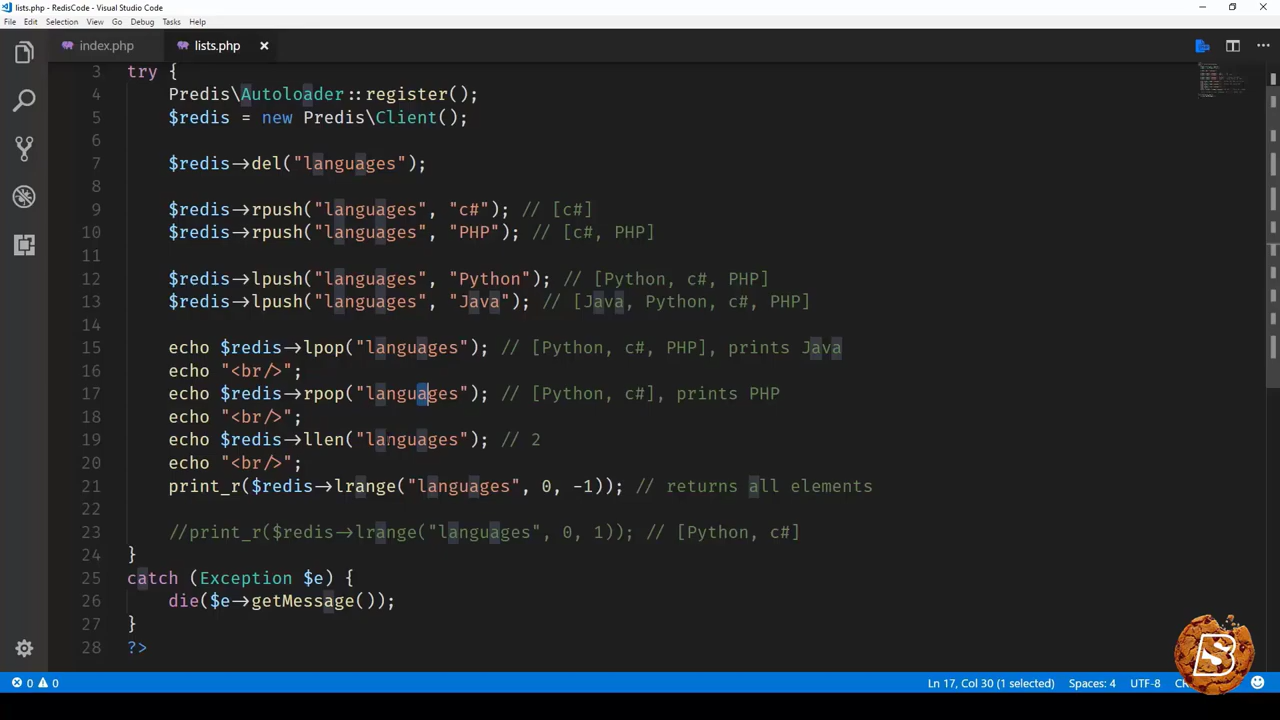 lists.php - RedisCode - Visual Studio Code
File Edit Selection View Go Debug Tasks Help
index.php lists.php
3 try {
4 Predis\Autoloader::register();
5 $redis = new Predis\Client();
6
7 $redis->del("languages");
8
9 $redis->rpush("languages", "c#"); // [c#]
10 $redis->rpush("languages", "PHP"); // [c#, PHP]
11
12 $redis->lpush("languages", "Python"); // [Python, c#, PHP]
13 $redis->lpush("languages", "Java"); // [Java, Python, c#, PHP]
14
15 echo $redis->lpop("languages"); // [Python, c#, PHP], prints Java
16 echo "<br/>";
17 echo $redis->rpop("languages"); // [Python, c#], prints PHP
18 echo "<br/>";
19 echo $redis->llen("languages"); // 2
20 echo "<br/>";
21 print_r($redis->lrange("languages", 0, -1)); // returns all elements
22
23 //print_r($redis->lrange("languages", 0, 1)); // [Python, c#]
24 }
25 catch (Exception $e) {
26 die($e->getMessage());
27 }
28 ?>
0 0 Ln 17, Col 30 (1 selected) Spaces: 4 UTF-8